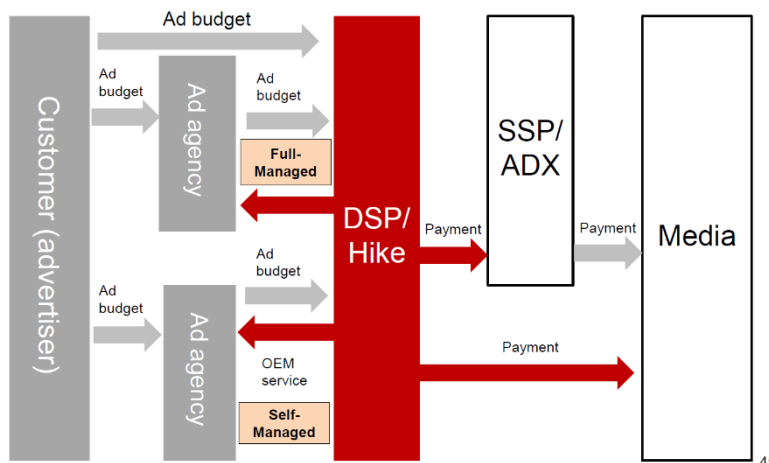 Ad budget
Customer (advertiser)
Ad
budget
Ad agency
Ad
budget
Full-
Managed
DSP/
Hike
SSP/
ADX
Media
Payment
Payment
Ad
budget
Ad agency
Ad
budget
OEM
service
Self-
Managed
Payment